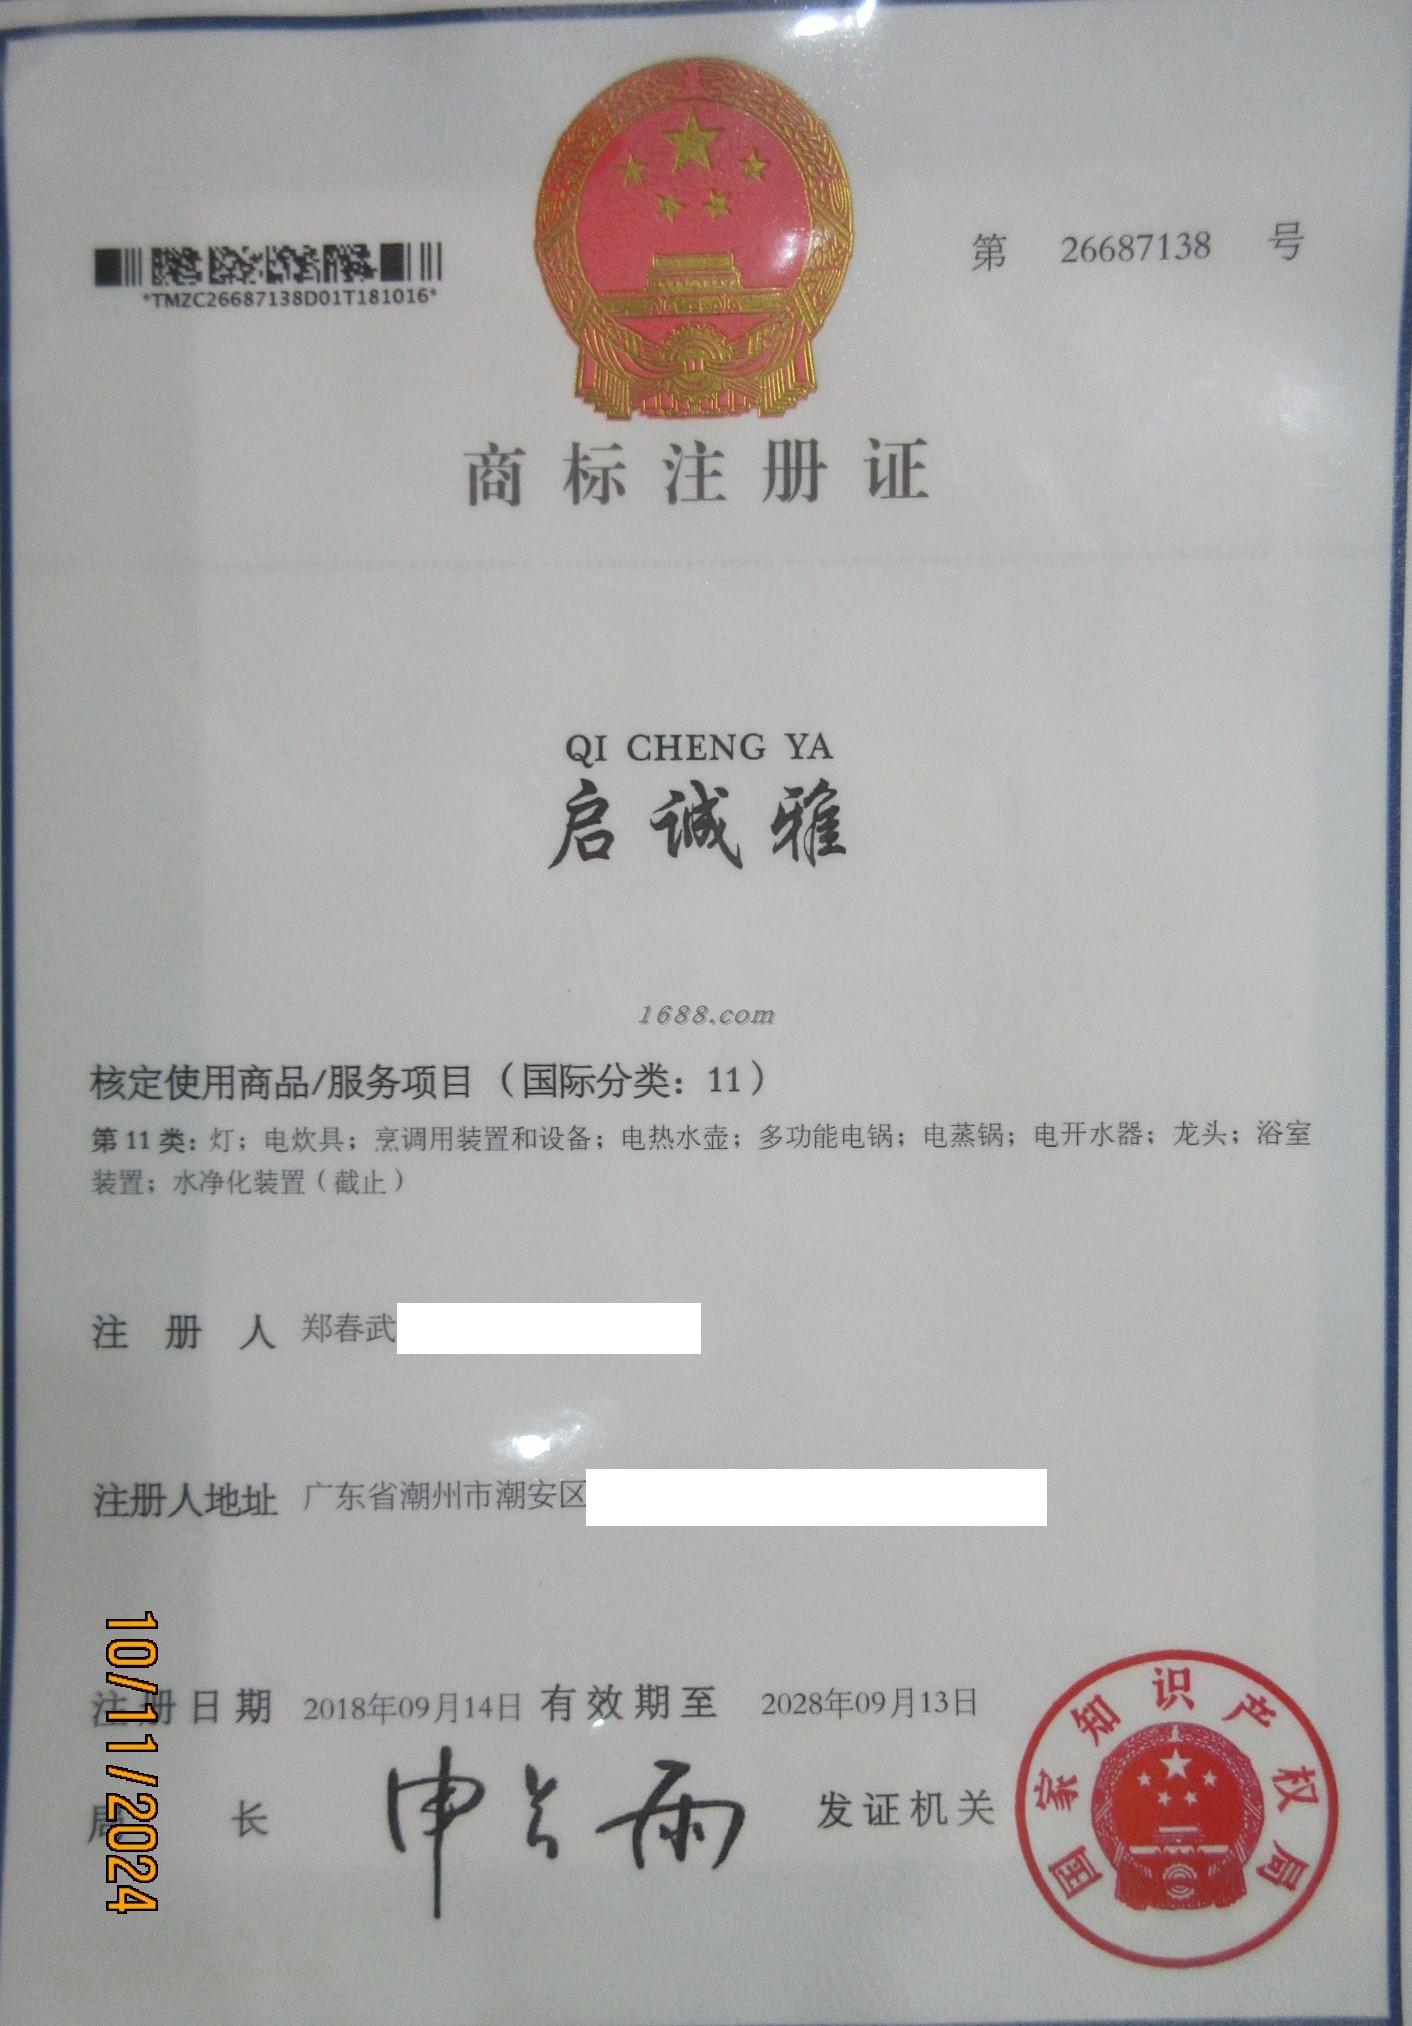 *TMZC26687138D01T181016*
第 26687138 号
商标注册证
QI CHENG YA
启诚雅
1688.com
核定使用商品/服务项目（国际分类：11）
第 11 类：灯；电炊具；烹调用装置和设备；电热水壶；多功能电锅；电蒸锅；电开水器；龙头；浴室
装置；水净化装置（截止）
注册人 郑春武
注册人地址 广东省潮州市潮安区
注册日期 2018年09月14日 有效期至 2028年09月13日
局长 申长雨 发证机关
国家知识产权局
10/11/2024